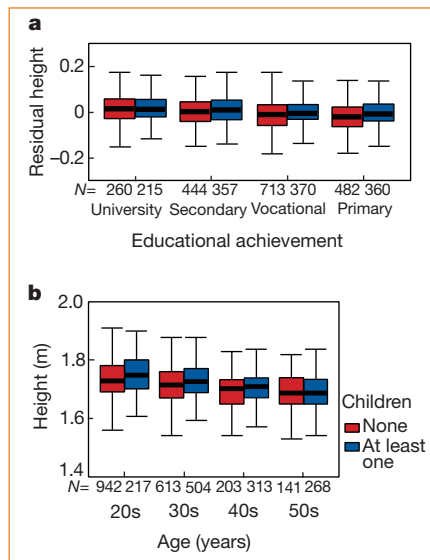 a
Residual height
0.2
0
–0.2
N= 260 215 444 357 713 370 482 360
University Secondary Vocational Primary
Educational achievement
b
Height (m)
2.0
1.8
1.6
1.4
Children
None
At least
one
N= 942 217 613 504 203 313 141 268
20s 30s 40s 50s
Age (years)